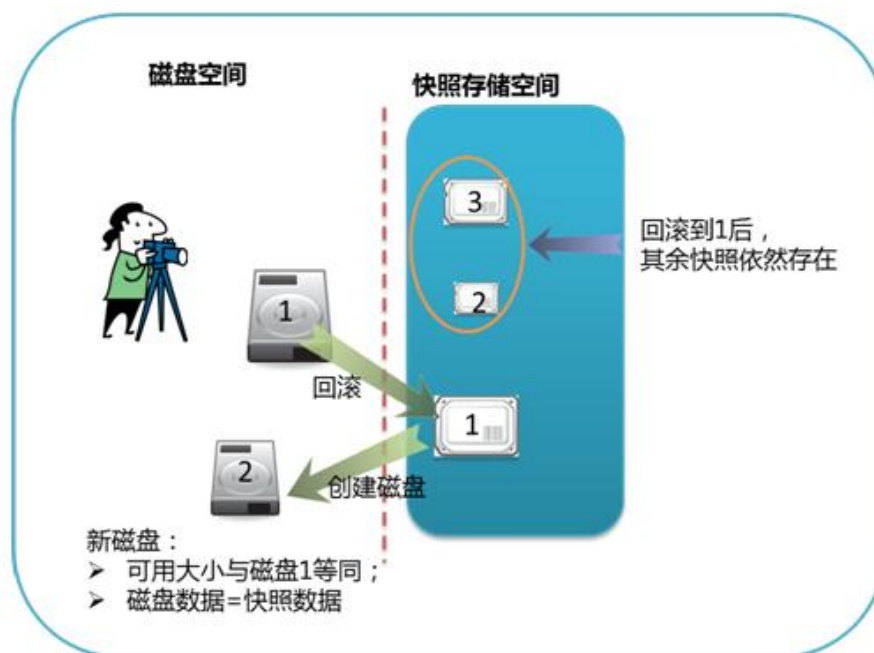 磁盘空间
快照存储空间
3
回滚到1后，
其余快照依然存在
2
1
回滚
1
2
创建磁盘
新磁盘：
➤ 可用大小与磁盘1等同；
➤ 磁盘数据=快照数据